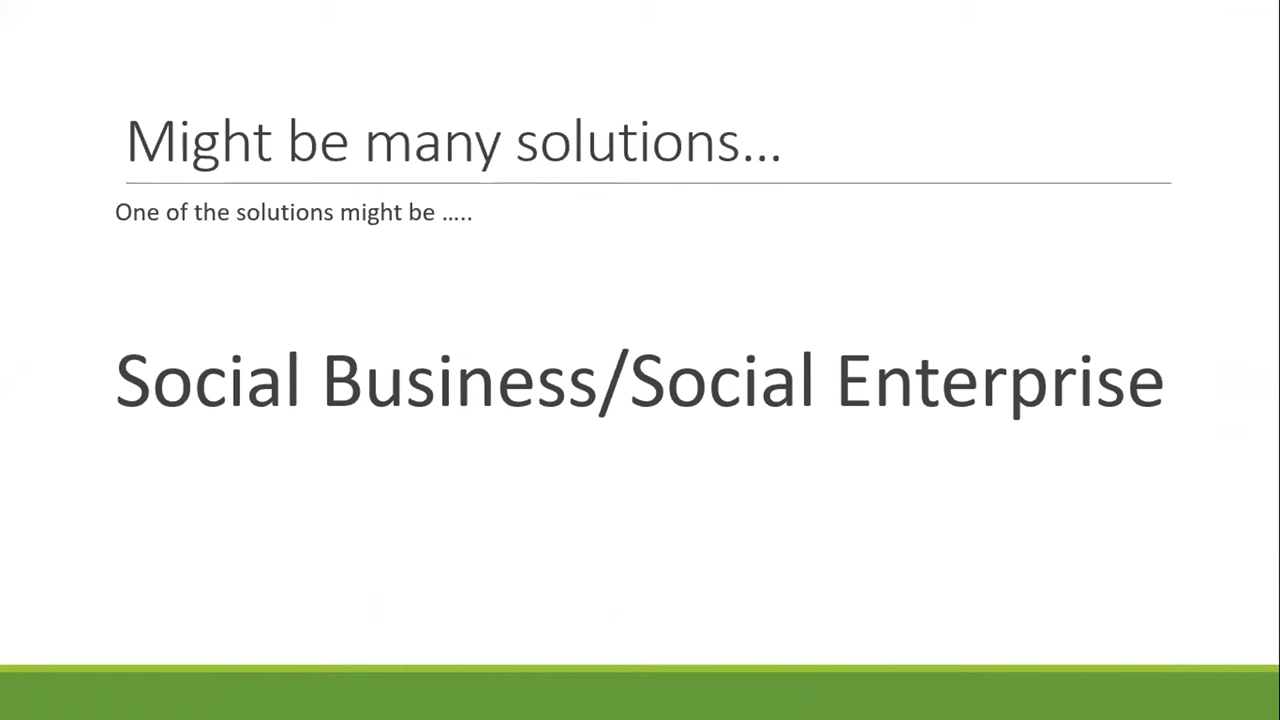 Might be many solutions...
One of the solutions might be .....
Social Business/Social Enterprise